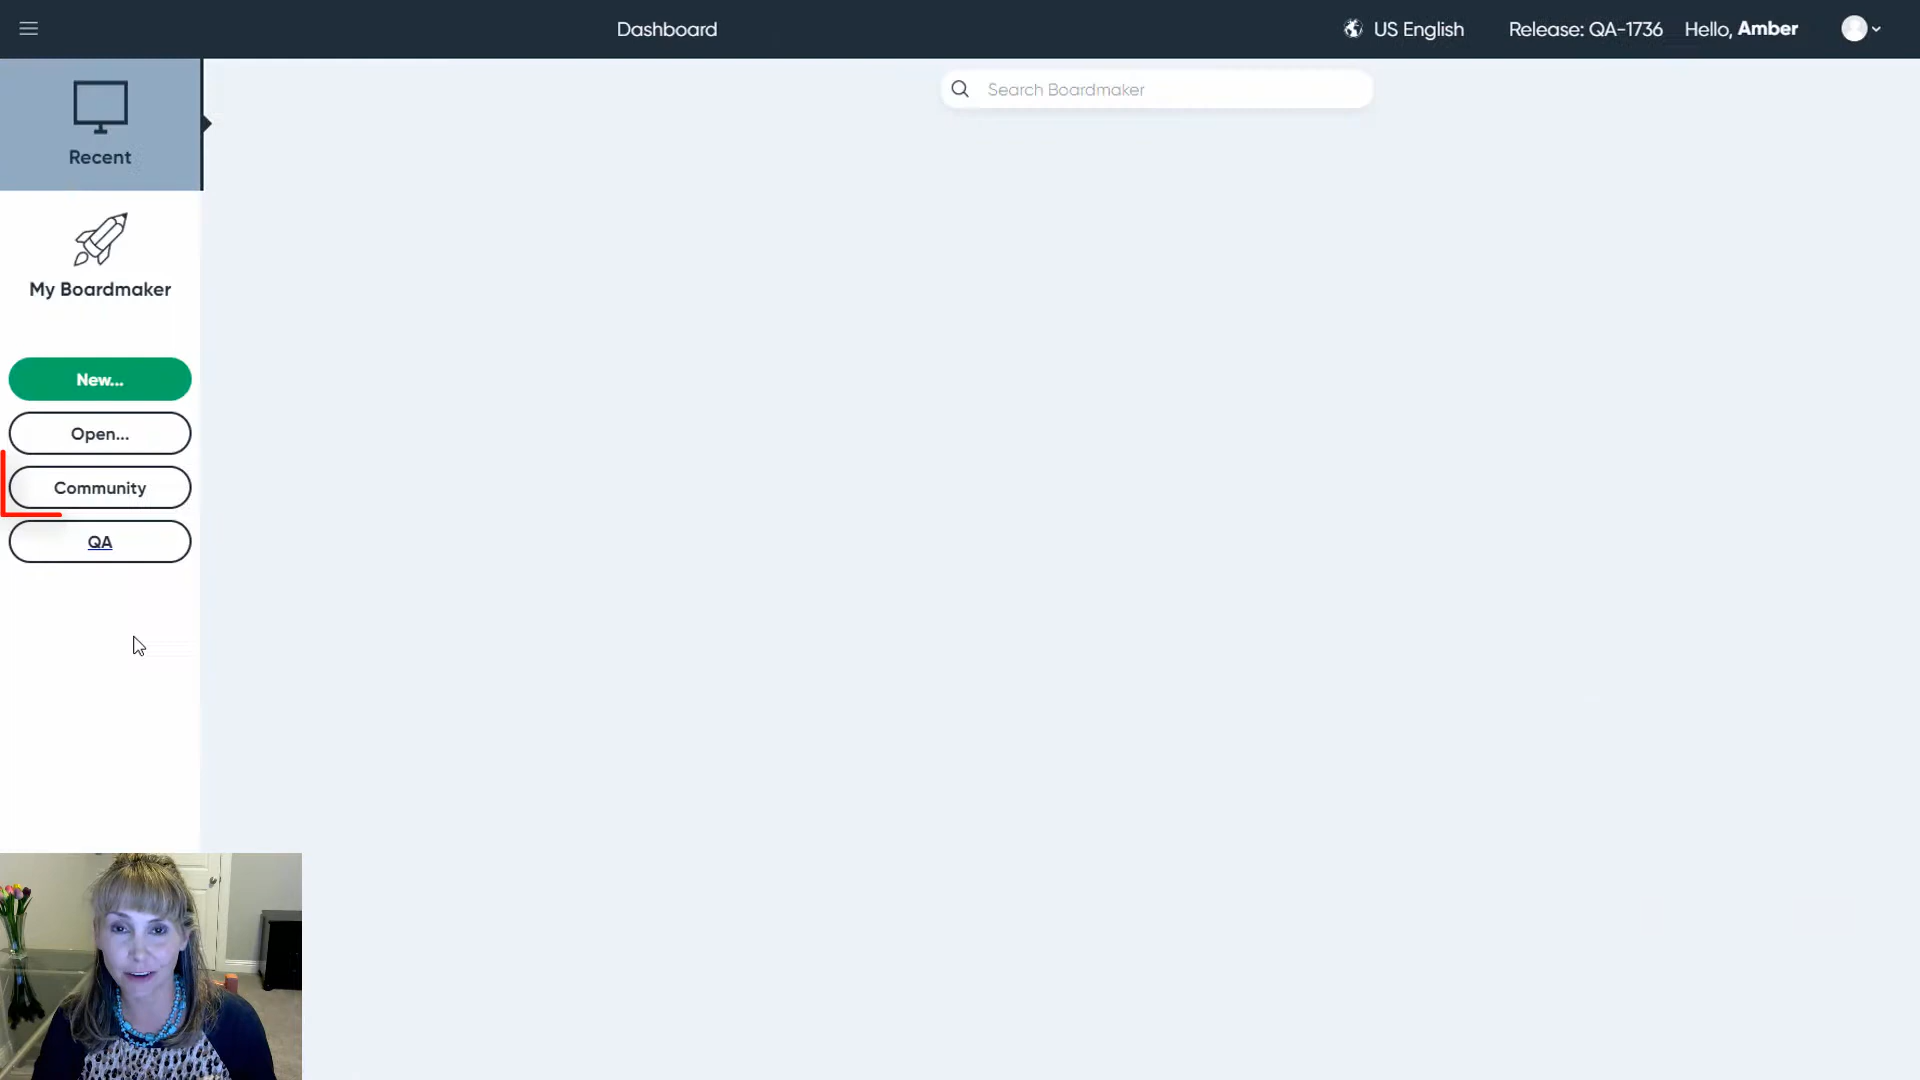 Dashboard
US English
Release: QA-1736
Hello, Amber
Search Boardmaker
Recent
My Boardmaker
New...
Open...
Community
QA